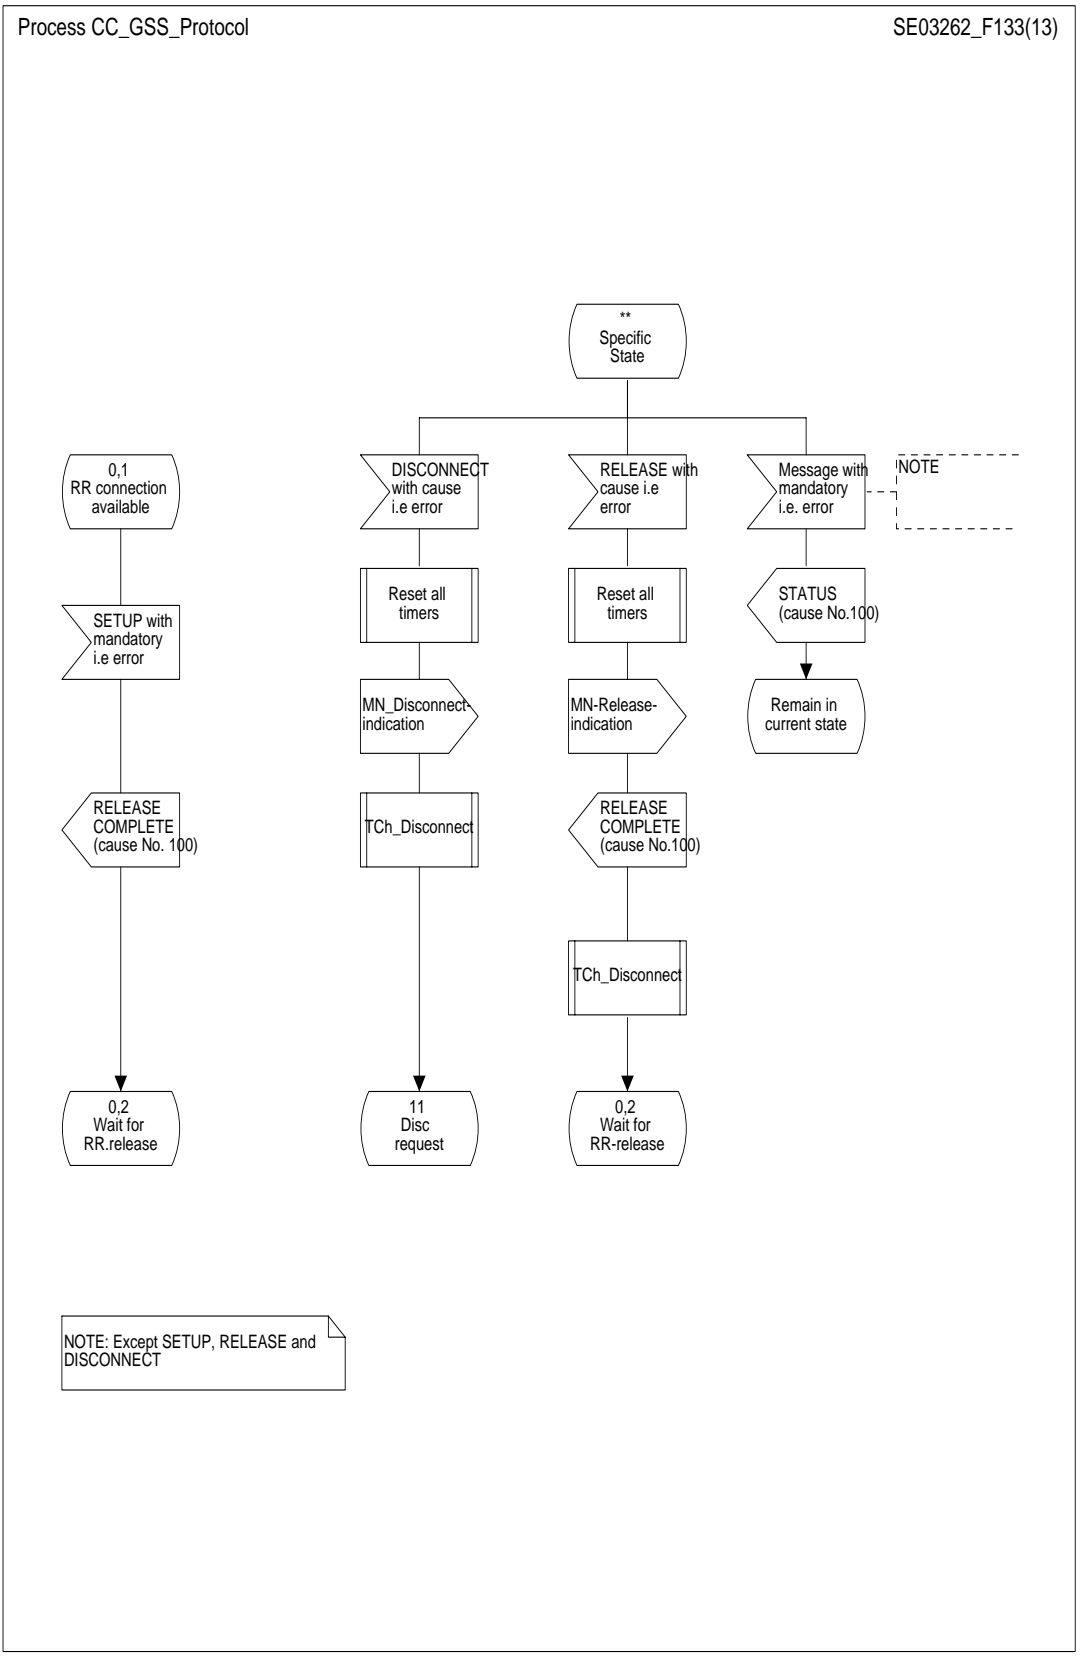 Process CC_GSS_Protocol
SE03262_F133(13)
**
Specific
State
0,1
RR connection
available
DISCONNECT
with cause
i.e error
RELEASE with
cause i.e
error
Message with
mandatory
i.e. error
NOTE
SETUP with
mandatory
i.e error
Reset all
timers
Reset all
timers
STATUS
(cause No.100)
MN_Disconnect-
indication
MN-Release-
indication
Remain in
current state
RELEASE
COMPLETE
(cause No. 100)
TCh_Disconnect
RELEASE
COMPLETE
(cause No.100)
TCh_Disconnect
0,2
Wait for
RR.release
11
Disc
request
0,2
Wait for
RR-release
NOTE: Except SETUP, RELEASE and
DISCONNECT